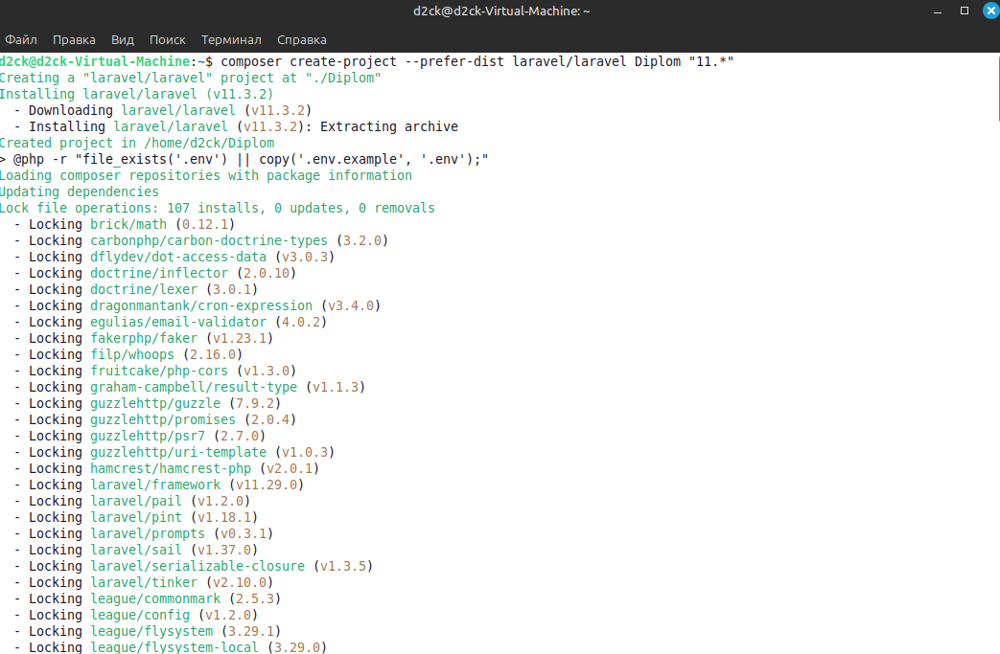 d2ck@d2ck-Virtual-Machine: ~
Файл Правка Вид Поиск Терминал Справка
d2ck@d2ck-Virtual-Machine:~$ composer create-project --prefer-dist laravel/laravel Diplom "11.*"
Creating a "laravel/laravel" project at "./Diplom"
Installing laravel/laravel (v11.3.2)
- Downloading laravel/laravel (v11.3.2)
- Installing laravel/laravel (v11.3.2): Extracting archive
Created project in /home/d2ck/Diplom
> @php -r "file_exists('.env') || copy('.env.example', '.env');"
Loading composer repositories with package information
Updating dependencies
Lock file operations: 107 installs, 0 updates, 0 removals
- Locking brick/math (0.12.1)
- Locking carbonphp/carbon-doctrine-types (3.2.0)
- Locking dflydev/dot-access-data (v3.0.3)
- Locking doctrine/inflector (2.0.10)
- Locking doctrine/lexer (3.0.1)
- Locking dragonmantank/cron-expression (v3.4.0)
- Locking egulias/email-validator (4.0.2)
- Locking fakerphp/faker (v1.23.1)
- Locking filp/whoops (2.16.0)
- Locking fruitcake/php-cors (v1.3.0)
- Locking graham-campbell/result-type (v1.1.3)
- Locking guzzlehttp/guzzle (7.9.2)
- Locking guzzlehttp/promises (2.0.4)
- Locking guzzlehttp/psr7 (2.7.0)
- Locking guzzlehttp/uri-template (v1.0.3)
- Locking hamcrest/hamcrest-php (v2.0.1)
- Locking laravel/framework (v11.29.0)
- Locking laravel/pail (v1.2.0)
- Locking laravel/pint (v1.18.1)
- Locking laravel/prompts (v0.3.1)
- Locking laravel/sail (v1.37.0)
- Locking laravel/serializable-closure (v1.3.5)
- Locking laravel/tinker (v2.10.0)
- Locking league/commonmark (2.5.3)
- Locking league/config (v1.2.0)
- Locking league/flysystem (3.29.1)
- Locking league/flysystem-local (3.29.0)